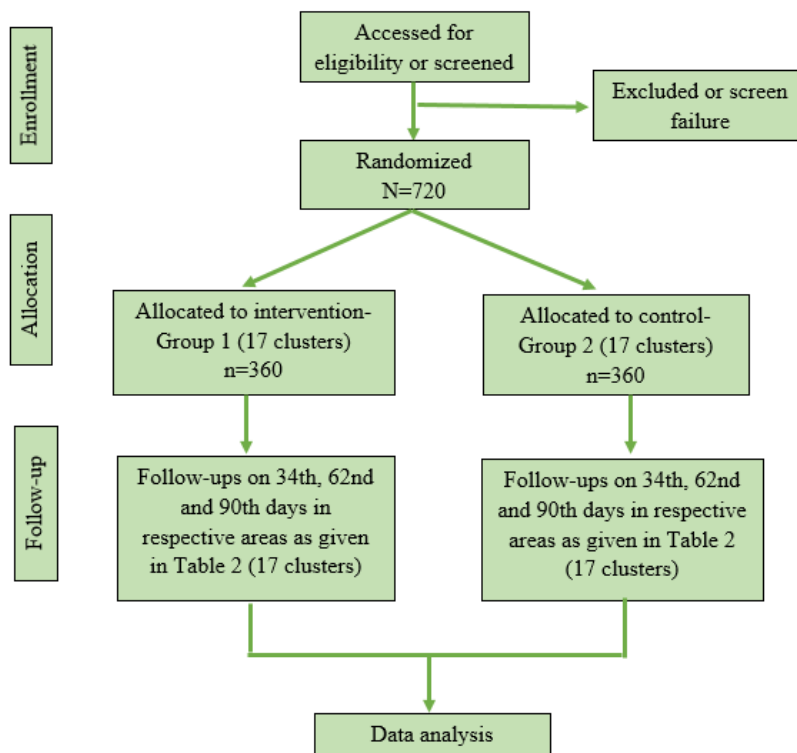 Enrollment
Accessed for
eligibility or screened
Excluded or screen
failure
Randomized
N=720
Allocation
Allocated to intervention-
Group 1 (17 clusters)
n=360
Allocated to control-
Group 2 (17 clusters)
n=360
Follow-up
Follow-ups on 34th, 62nd
and 90th days in
respective areas as given
in Table 2 (17 clusters)
Follow-ups on 34th, 62nd
and 90th days in respective
areas as given in Table 2
(17 clusters)
Data analysis